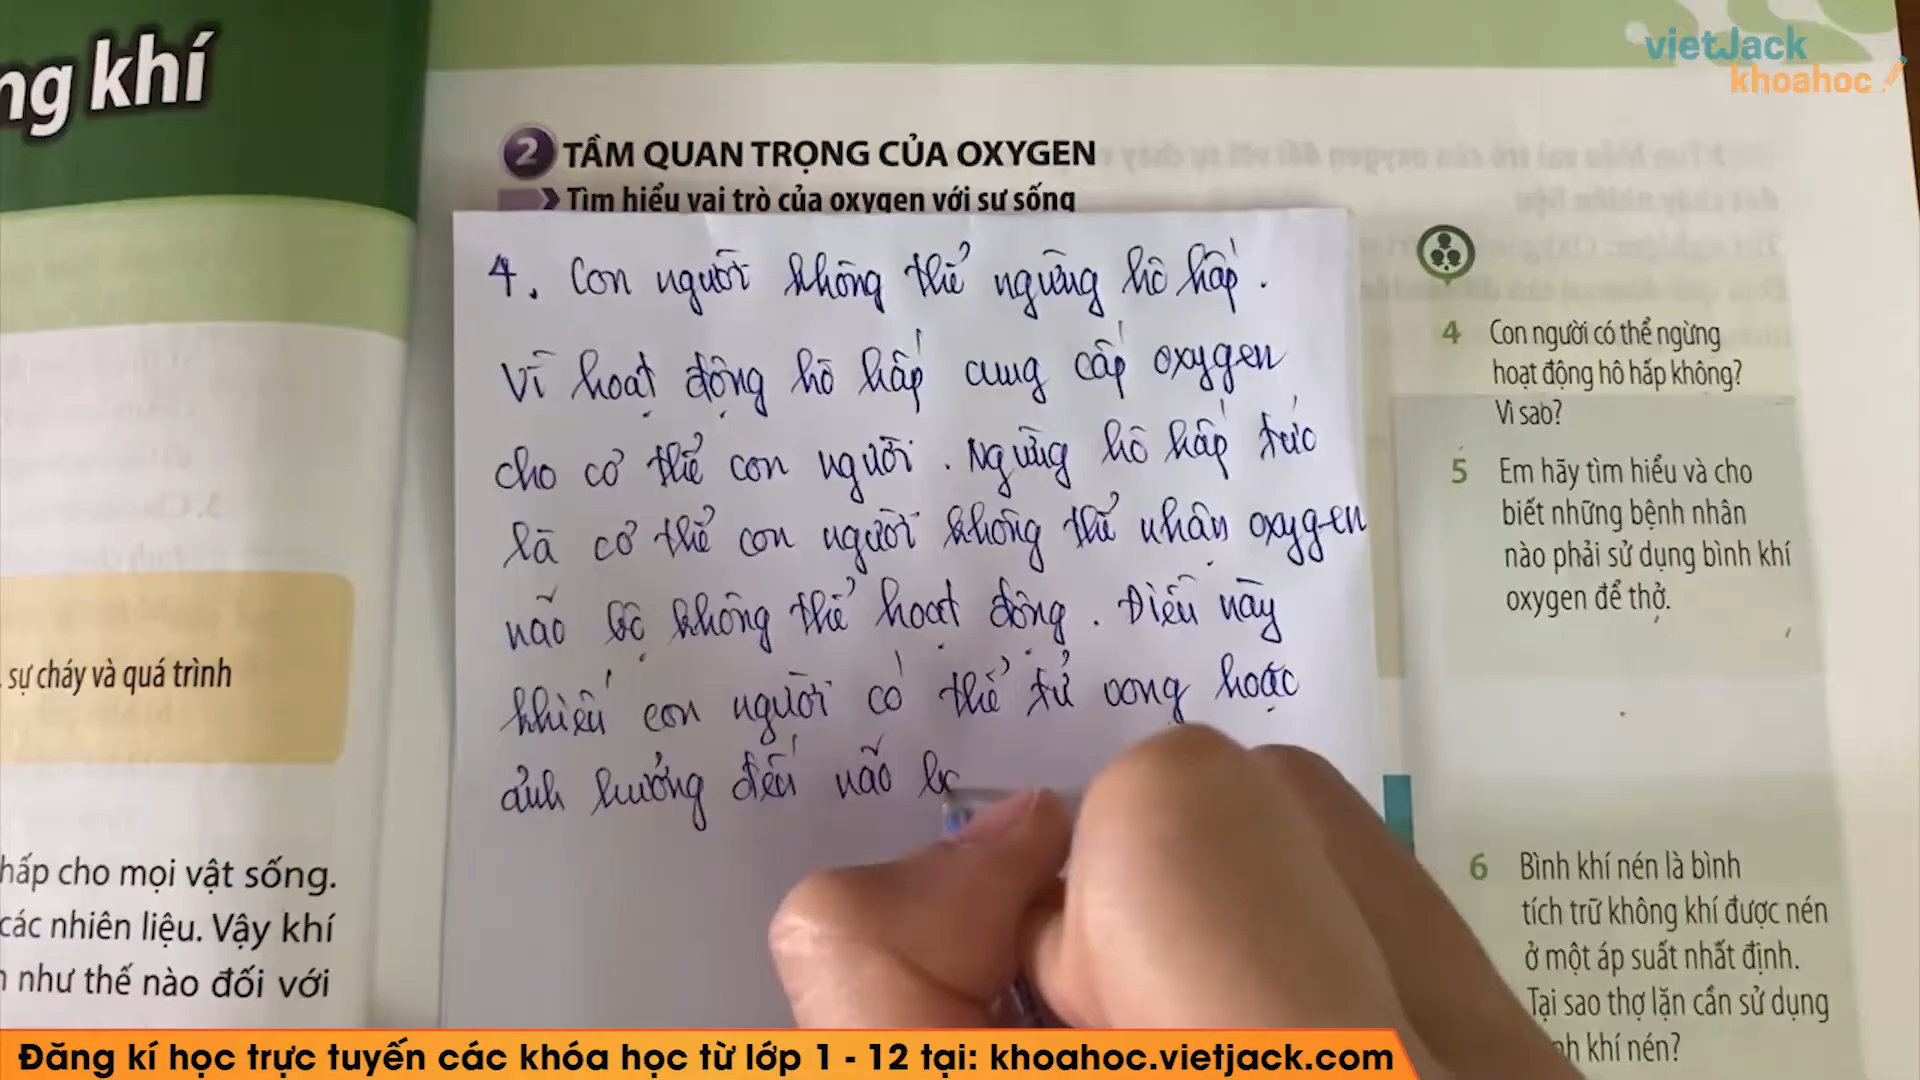 ng khí
vietJack
khoahoc
2 TẦM QUAN TRỌNG CỦA OXYGEN
Tìm hiểu vai trò của oxygen với sự sống
4. Con người không thể ngừng hô hấp.
Vì hoạt động hô hấp cung cấp oxygen
cho cơ thể con người. Ngừng hô hấp tức
là cơ thể con người không thể nhận oxygen
não bộ không thể hoạt động. Điều này
khiến con người có thể tử vong hoặc
ảnh hưởng đến não
4 Con người có thể ngừng
hoạt động hô hấp không?
Vì sao?
5 Em hãy tìm hiểu và cho
biết những bệnh nhân
nào phải sử dụng bình khí
oxygen để thở.
6 Bình khí nén là bình
tích trữ không khí được nén
ở một áp suất nhất định.
Tại sao thợ lặn cần sử dụng
nh khí nén?
sự cháy và quá trình
hấp cho mọi vật sống.
các nhiên liệu. Vậy khí
như thế nào đối với
Đăng kí học trực tuyến các khóa học từ lớp 1 - 12 tại: khoahoc.vietjack.com